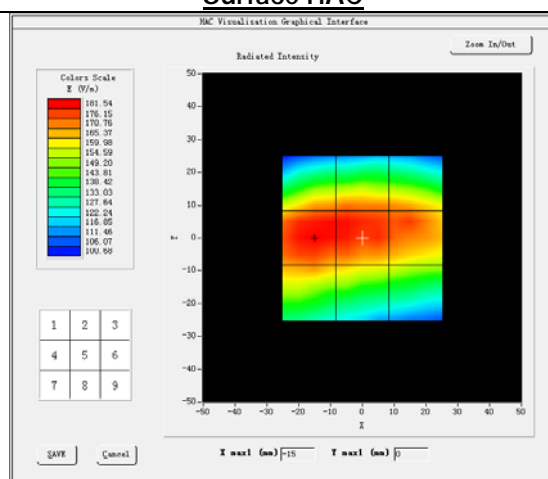 Surface HAC
HAC Visualisation Graphical Interface
Zoom In/Out
Radiated Intensity
Colors Scale
E (V/m)
181.54
176.15
170.76
165.37
159.98
154.59
149.20
143.81
138.42
133.03
127.64
122.24
116.85
111.46
106.07
100.68
50
40
30
20
10
0
-10
-20
-30
-40
-50
Y
-50 -40 -30 -20 -10 0 10 20 30 40 50
X
1 2 3
4 5 6
7 8 9
SAVE Cancel X max1 (mm) -15 Y max1 (mm) 0